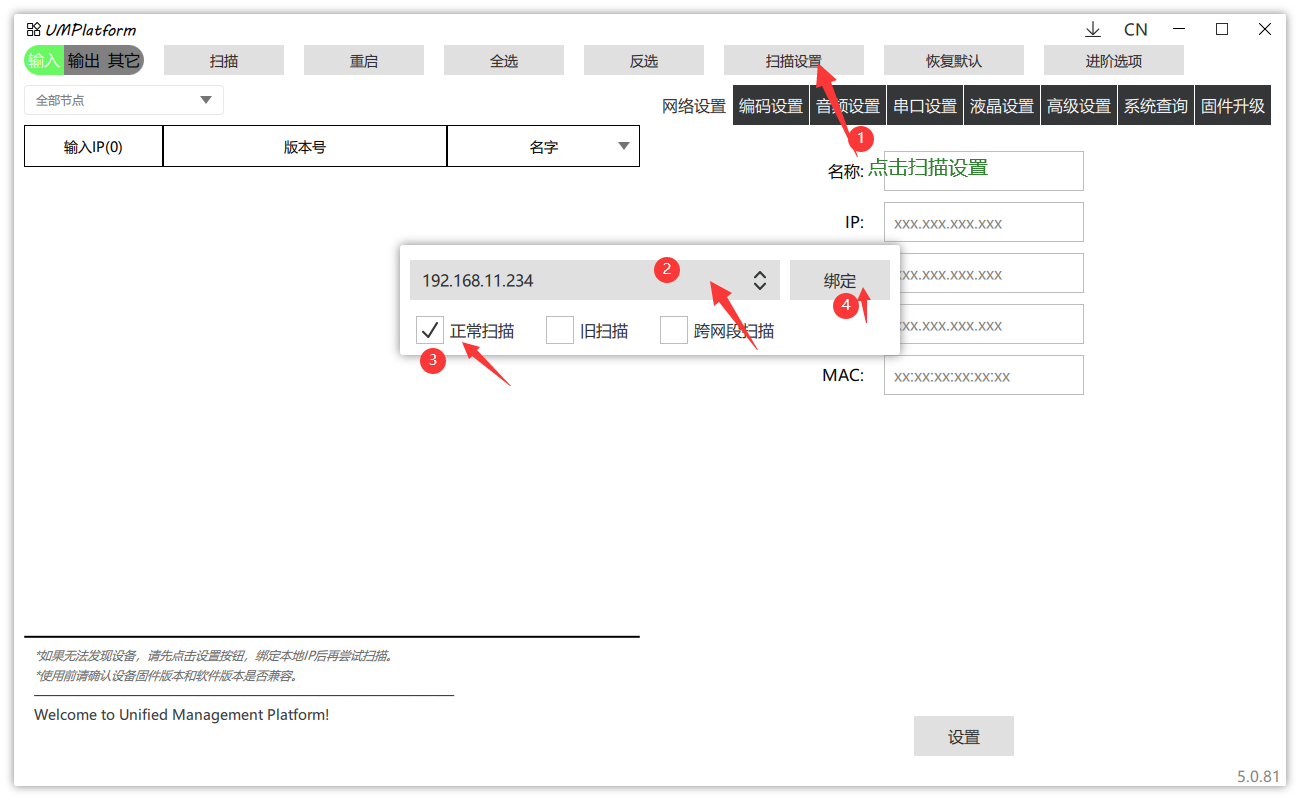 UMPlatform
CN
输入 输出 其它
扫描
重启
全选
反选
扫描设置
恢复默认
进阶选项
全部节点
网络设置
编码设置
音频设置
串口设置
液晶设置
高级设置
系统查询
固件升级
输入IP(0)
版本号
名字
1
名称:
点击扫描设置
IP:
xxx.xxx.xxx.xxx
192.168.11.234
2
绑定
4
xxx.xxx.xxx.xxx
正常扫描
旧扫描
跨网段扫描
xxx.xxx.xxx.xxx
3
MAC:
xx:xx:xx:xx:xx:xx
*如果无法发现设备，请先点击设置按钮，绑定本地IP后再尝试扫描。
*使用前请确认设备固件版本和软件版本是否兼容。
Welcome to Unified Management Platform!
设置
5.0.81